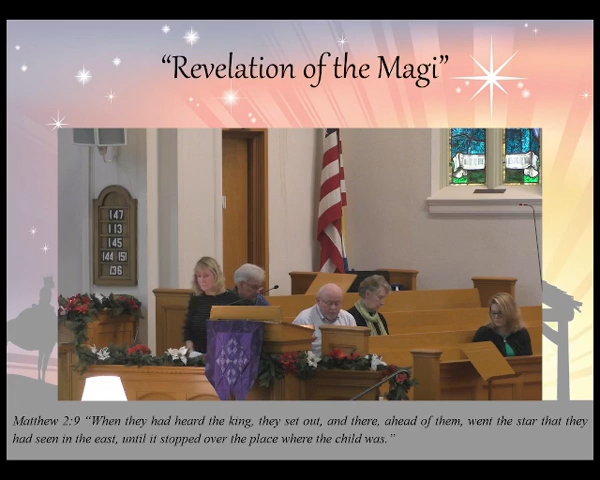 “Revelation of the Magi”
147
113
145
144 151
136
Matthew 2:9 “When they had heard the king, they set out, and there, ahead of them, went the star that they
had seen in the east, until it stopped over the place where the child was.”